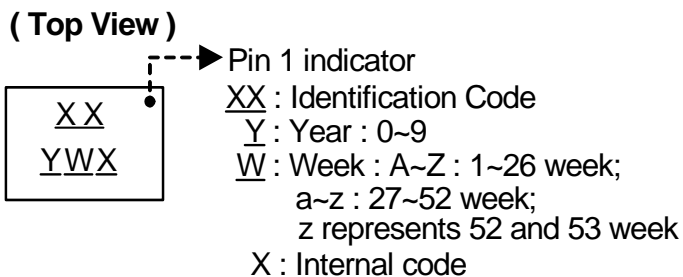 ( Top View )
Pin 1 indicator
XX
YWX
XX : Identification Code
Y : Year : 0~9
W : Week : A~Z : 1~26 week;
a~z : 27~52 week;
z represents 52 and 53 week
X : Internal code